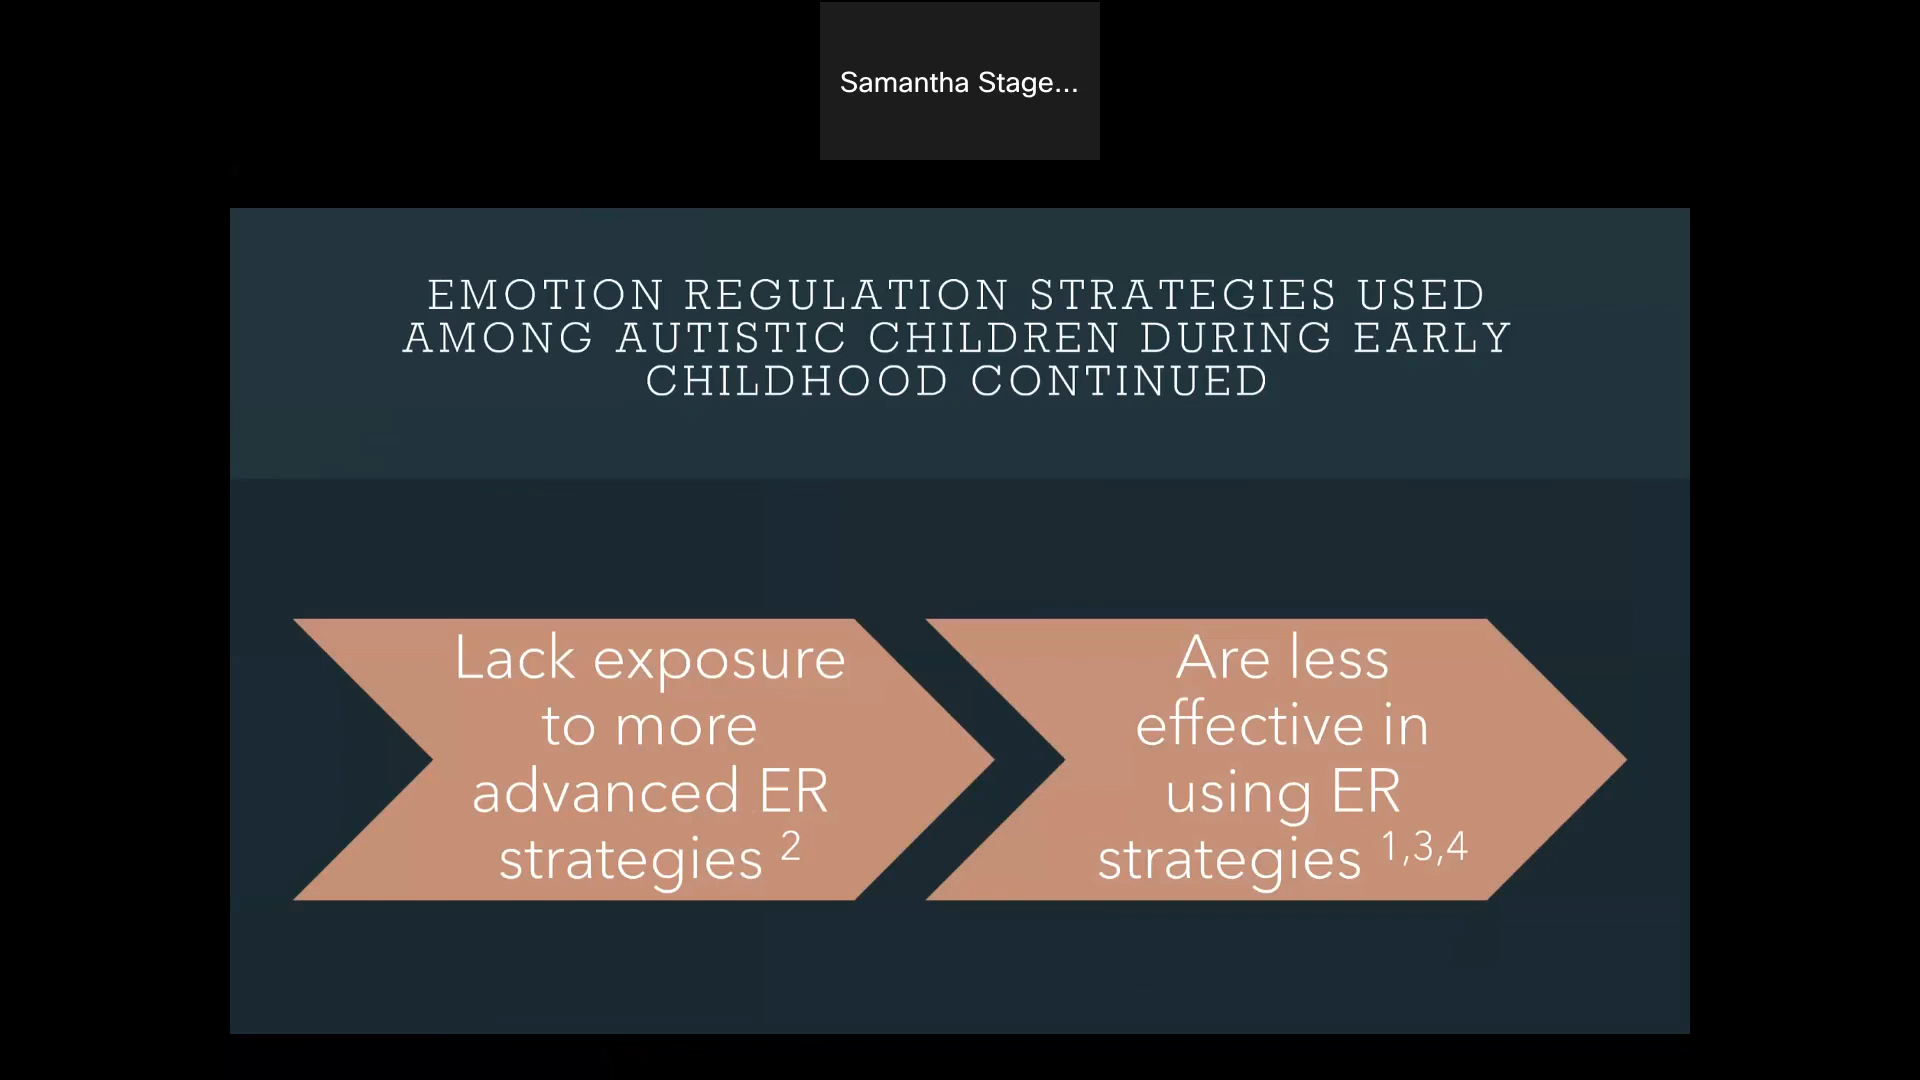 Samantha Stage...
EMOTION REGULATION STRATEGIES USED
AMONG AUTISTIC CHILDREN DURING EARLY
CHILDHOOD CONTINUED
Lack exposure
to more
advanced ER
strategies ²
Are less
effective in
using ER
strategies ¹,³,⁴